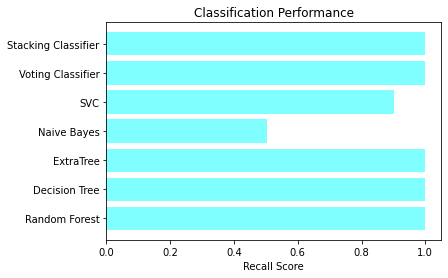 Classification Performance
Stacking Classifier
Voting Classifier
SVC
Naive Bayes
ExtraTree
Decision Tree
Random Forest
0.0 0.2 0.4 0.6 0.8 1.0
Recall Score